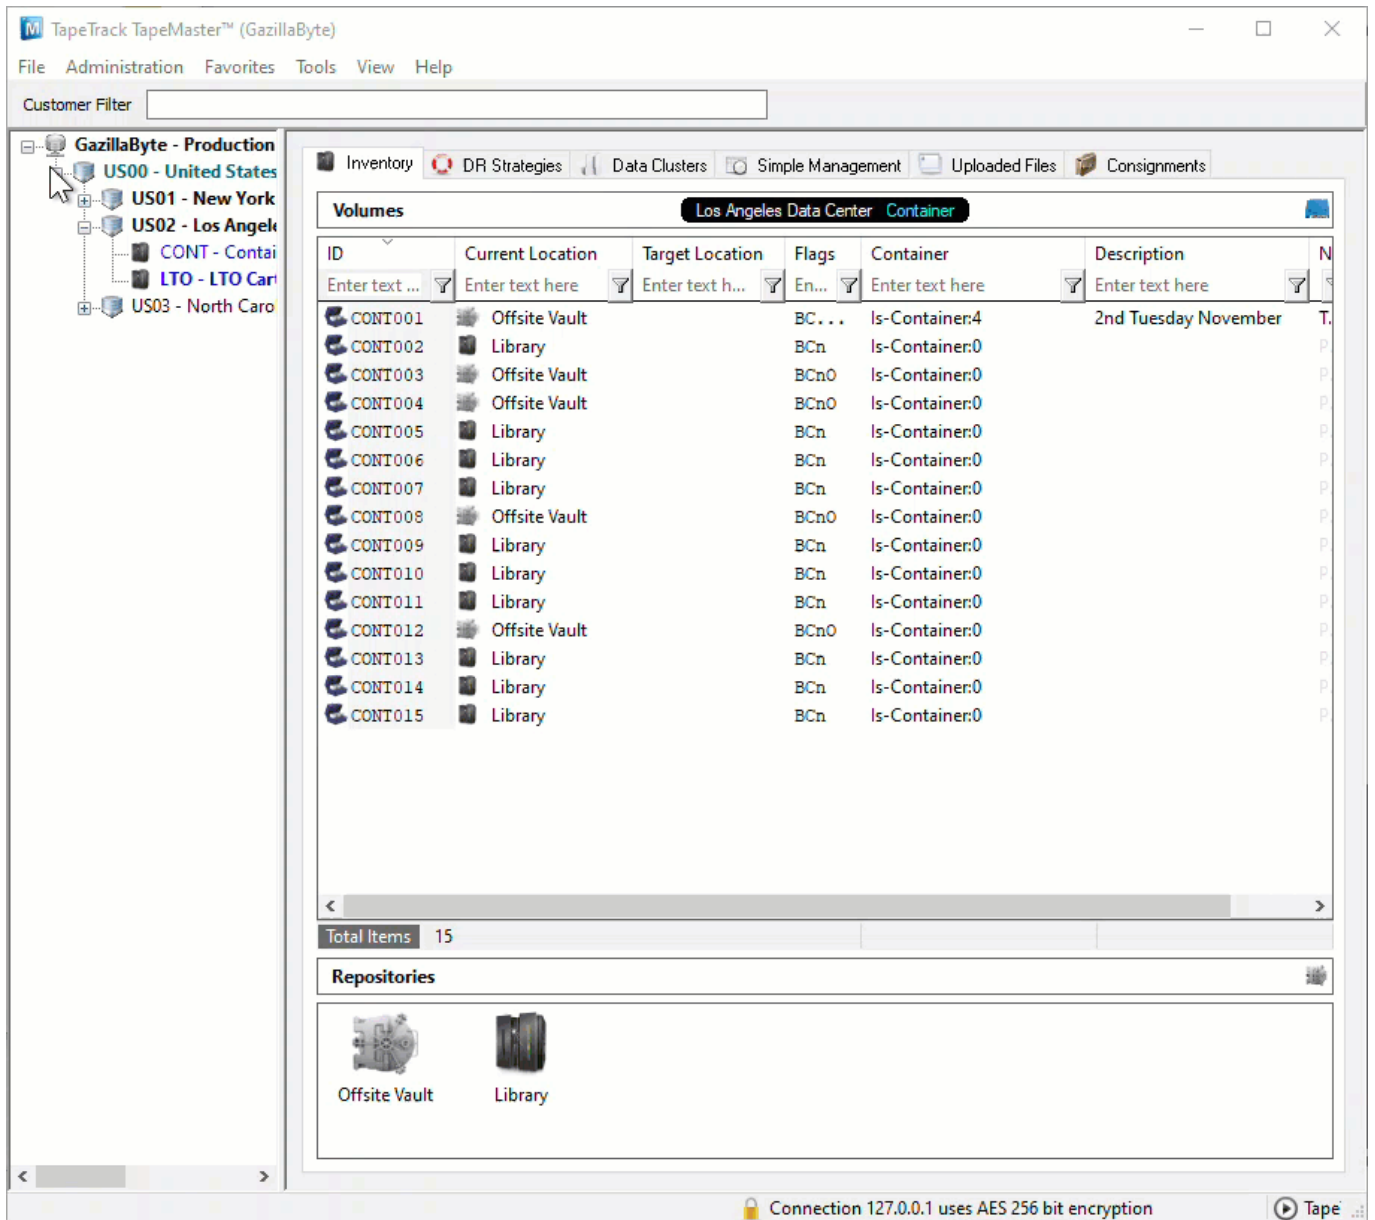 TapeTrack TapeMaster™ (GazillaByte)
File Administration Favorites Tools View Help
Customer Filter
GazillaByte - Production
US00 - United States
US01 - New York
US02 - Los Angele
CONT - Contai
LTO - LTO Car
US03 - North Caro
Inventory DR Strategies Data Clusters Simple Management Uploaded Files Consignments
Volumes Los Angeles Data Center Container
ID Current Location Target Location Flags Container Description N
Enter text ... Enter text here Enter text h... En... Enter text here Enter text here
CONT001 Offsite Vault BC... Is-Container:4 2nd Tuesday November T.
CONT002 Library BCn Is-Container:0 P.
CONT003 Offsite Vault BCnO Is-Container:0 P.
CONT004 Offsite Vault BCnO Is-Container:0 P.
CONT005 Library BCn Is-Container:0 P.
CONT006 Library BCn Is-Container:0 P.
CONT007 Library BCn Is-Container:0 P.
CONT008 Offsite Vault BCnO Is-Container:0 P.
CONT009 Library BCn Is-Container:0 P.
CONT010 Library BCn Is-Container:0 P.
CONT011 Library BCn Is-Container:0 P.
CONT012 Offsite Vault BCnO Is-Container:0 P.
CONT013 Library BCn Is-Container:0 P.
CONT014 Library BCn Is-Container:0 P.
CONT015 Library BCn Is-Container:0 P.
Total Items 15
Repositories
Offsite Vault Library
Connection 127.0.0.1 uses AES 256 bit encryption Tape